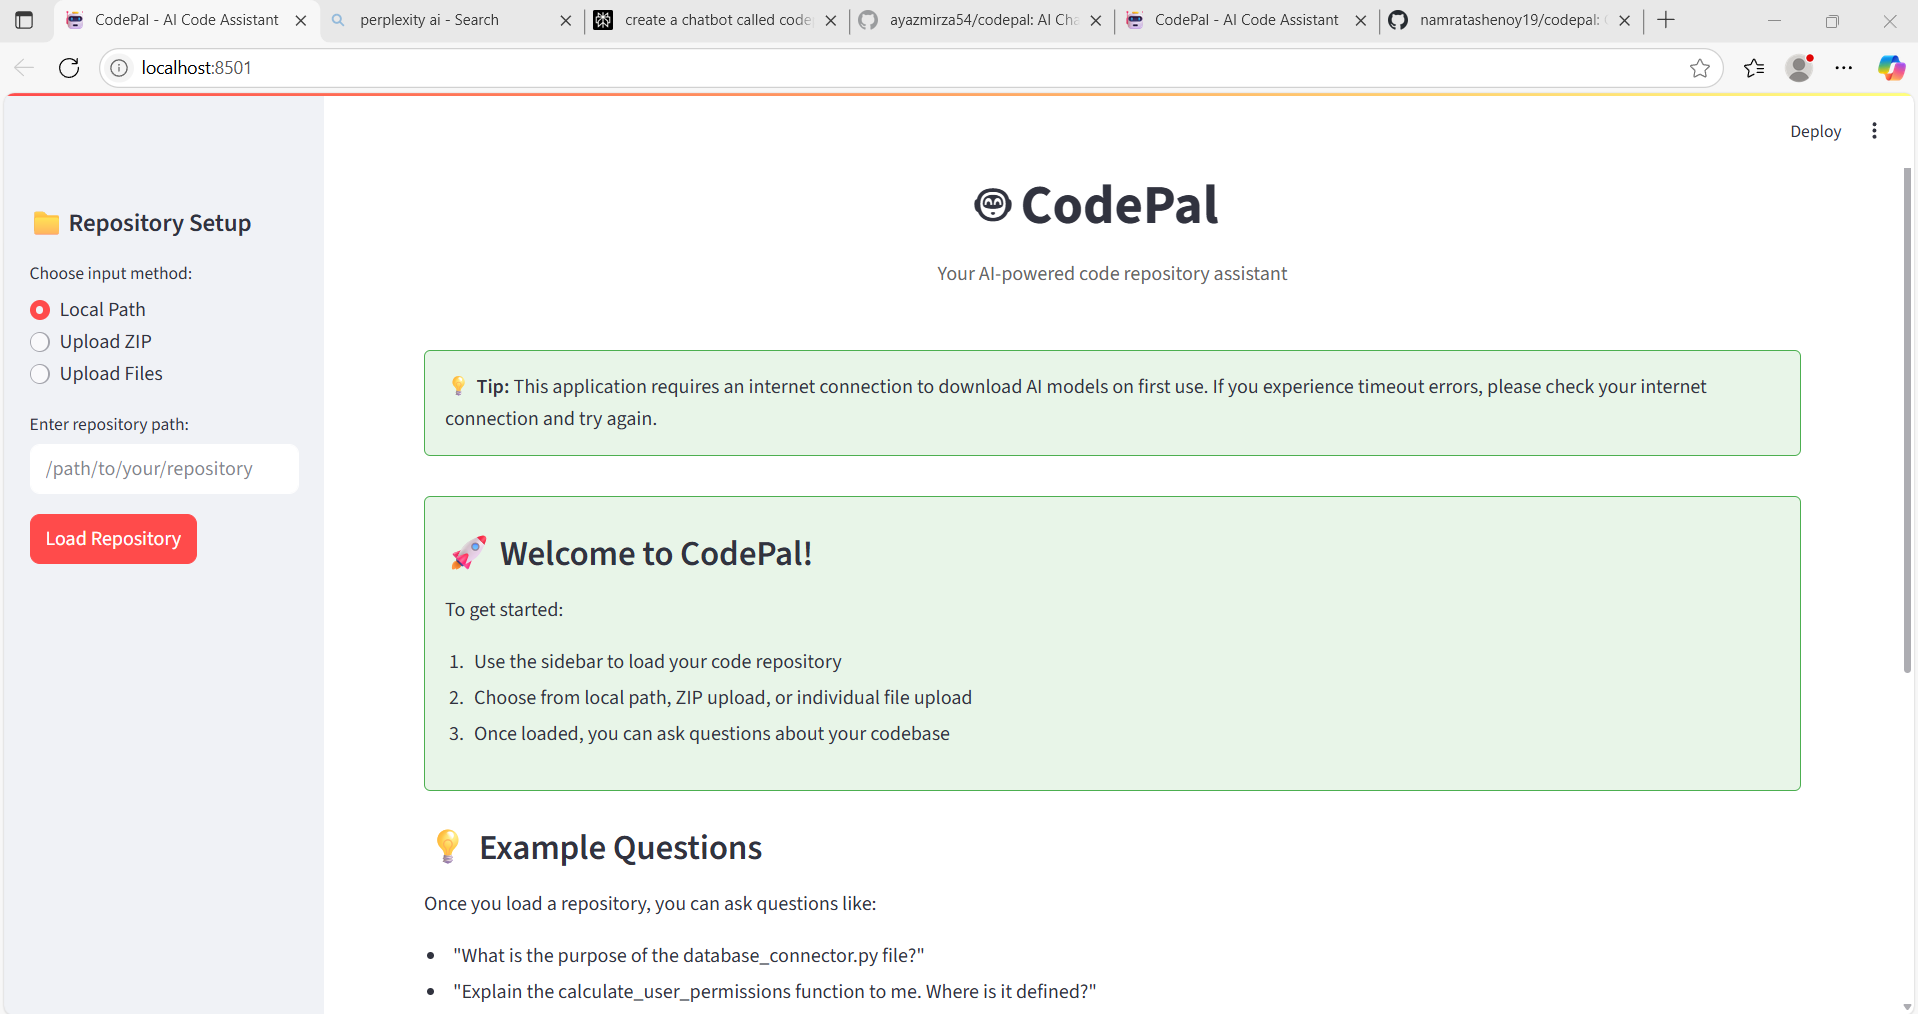 CodePal - AI Code Assistant
perplexity ai - Search
create a chatbot called code
ayazmirza54/codepal: AI Cha
CodePal - AI Code Assistant
namratashenoy19/codepal:
localhost:8501
Deploy
Repository Setup
Choose input method:
Local Path
Upload ZIP
Upload Files
Enter repository path:
/path/to/your/repository
Load Repository
CodePal
Your AI-powered code repository assistant
Tip: This application requires an internet connection to download AI models on first use. If you experience timeout errors, please check your internet
connection and try again.
Welcome to CodePal!
To get started:
1. Use the sidebar to load your code repository
2. Choose from local path, ZIP upload, or individual file upload
3. Once loaded, you can ask questions about your codebase
Example Questions
Once you load a repository, you can ask questions like:
• "What is the purpose of the database_connector.py file?"
• "Explain the calculate_user_permissions function to me. Where is it defined?"